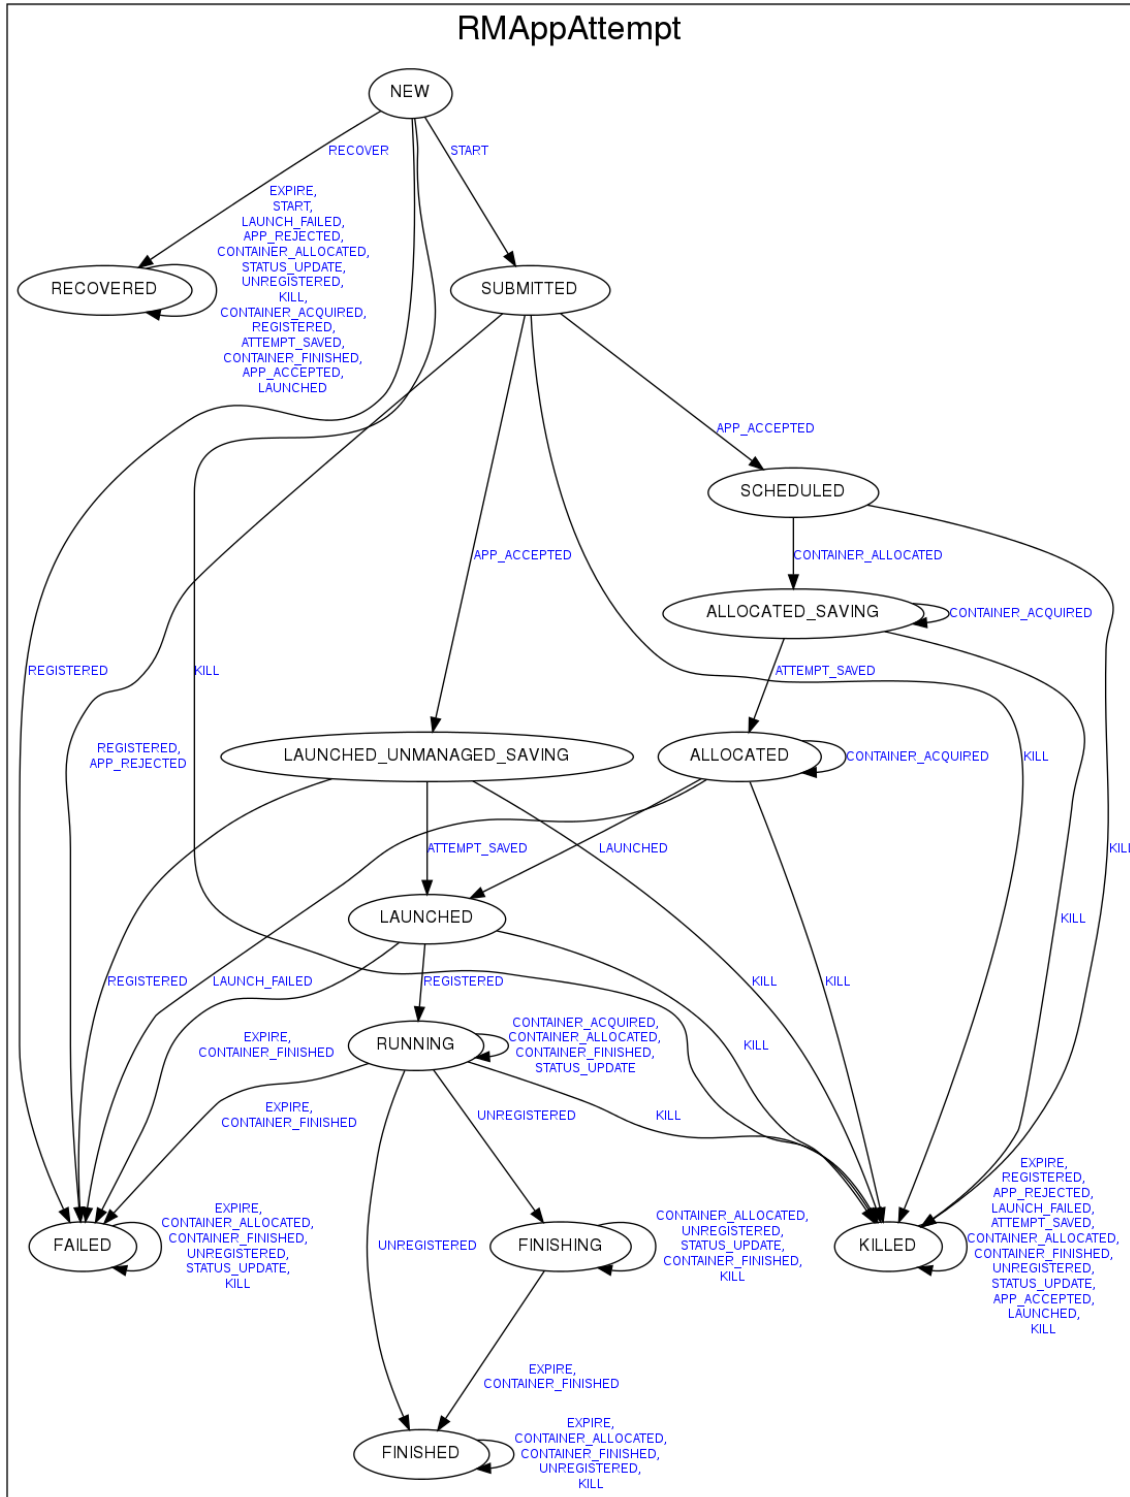 RMAppAttempt
NEW
RECOVER
START
EXPIRE,
START,
LAUNCH_FAILED,
APP_REJECTED,
CONTAINER_ALLOCATED,
STATUS_UPDATE,
UNREGISTERED,
KILL,
CONTAINER_ACQUIRED,
REGISTERED,
ATTEMPT_SAVED,
CONTAINER_FINISHED,
APP_ACCEPTED,
LAUNCHED
RECOVERED
SUBMITTED
APP_ACCEPTED
SCHEDULED
APP_ACCEPTED
CONTAINER_ALLOCATED
ALLOCATED_SAVING
CONTAINER_ACQUIRED
REGISTERED
KILL
ATTEMPT_SAVED
REGISTERED,
APP_REJECTED
LAUNCHED_UNMANAGED_SAVING
ALLOCATED
CONTAINER_ACQUIRED
KILL
ATTEMPT_SAVED
LAUNCHED
KILL
LAUNCHED
KILL
REGISTERED
LAUNCH_FAILED
REGISTERED
KILL
KILL
EXPIRE,
CONTAINER_FINISHED
RUNNING
CONTAINER_ACQUIRED,
CONTAINER_ALLOCATED,
CONTAINER_FINISHED,
STATUS_UPDATE
KILL
EXPIRE,
CONTAINER_FINISHED
UNREGISTERED
KILL
FAILED
EXPIRE,
CONTAINER_ALLOCATED,
CONTAINER_FINISHED,
UNREGISTERED,
STATUS_UPDATE,
KILL
UNREGISTERED
FINISHING
CONTAINER_ALLOCATED,
UNREGISTERED,
STATUS_UPDATE,
CONTAINER_FINISHED,
KILL
KILLED
EXPIRE,
REGISTERED,
APP_REJECTED,
LAUNCH_FAILED,
ATTEMPT_SAVED,
CONTAINER_ALLOCATED,
CONTAINER_FINISHED,
UNREGISTERED,
STATUS_UPDATE,
APP_ACCEPTED,
LAUNCHED,
KILL
EXPIRE,
CONTAINER_FINISHED
FINISHED
EXPIRE,
CONTAINER_ALLOCATED,
CONTAINER_FINISHED,
UNREGISTERED,
KILL